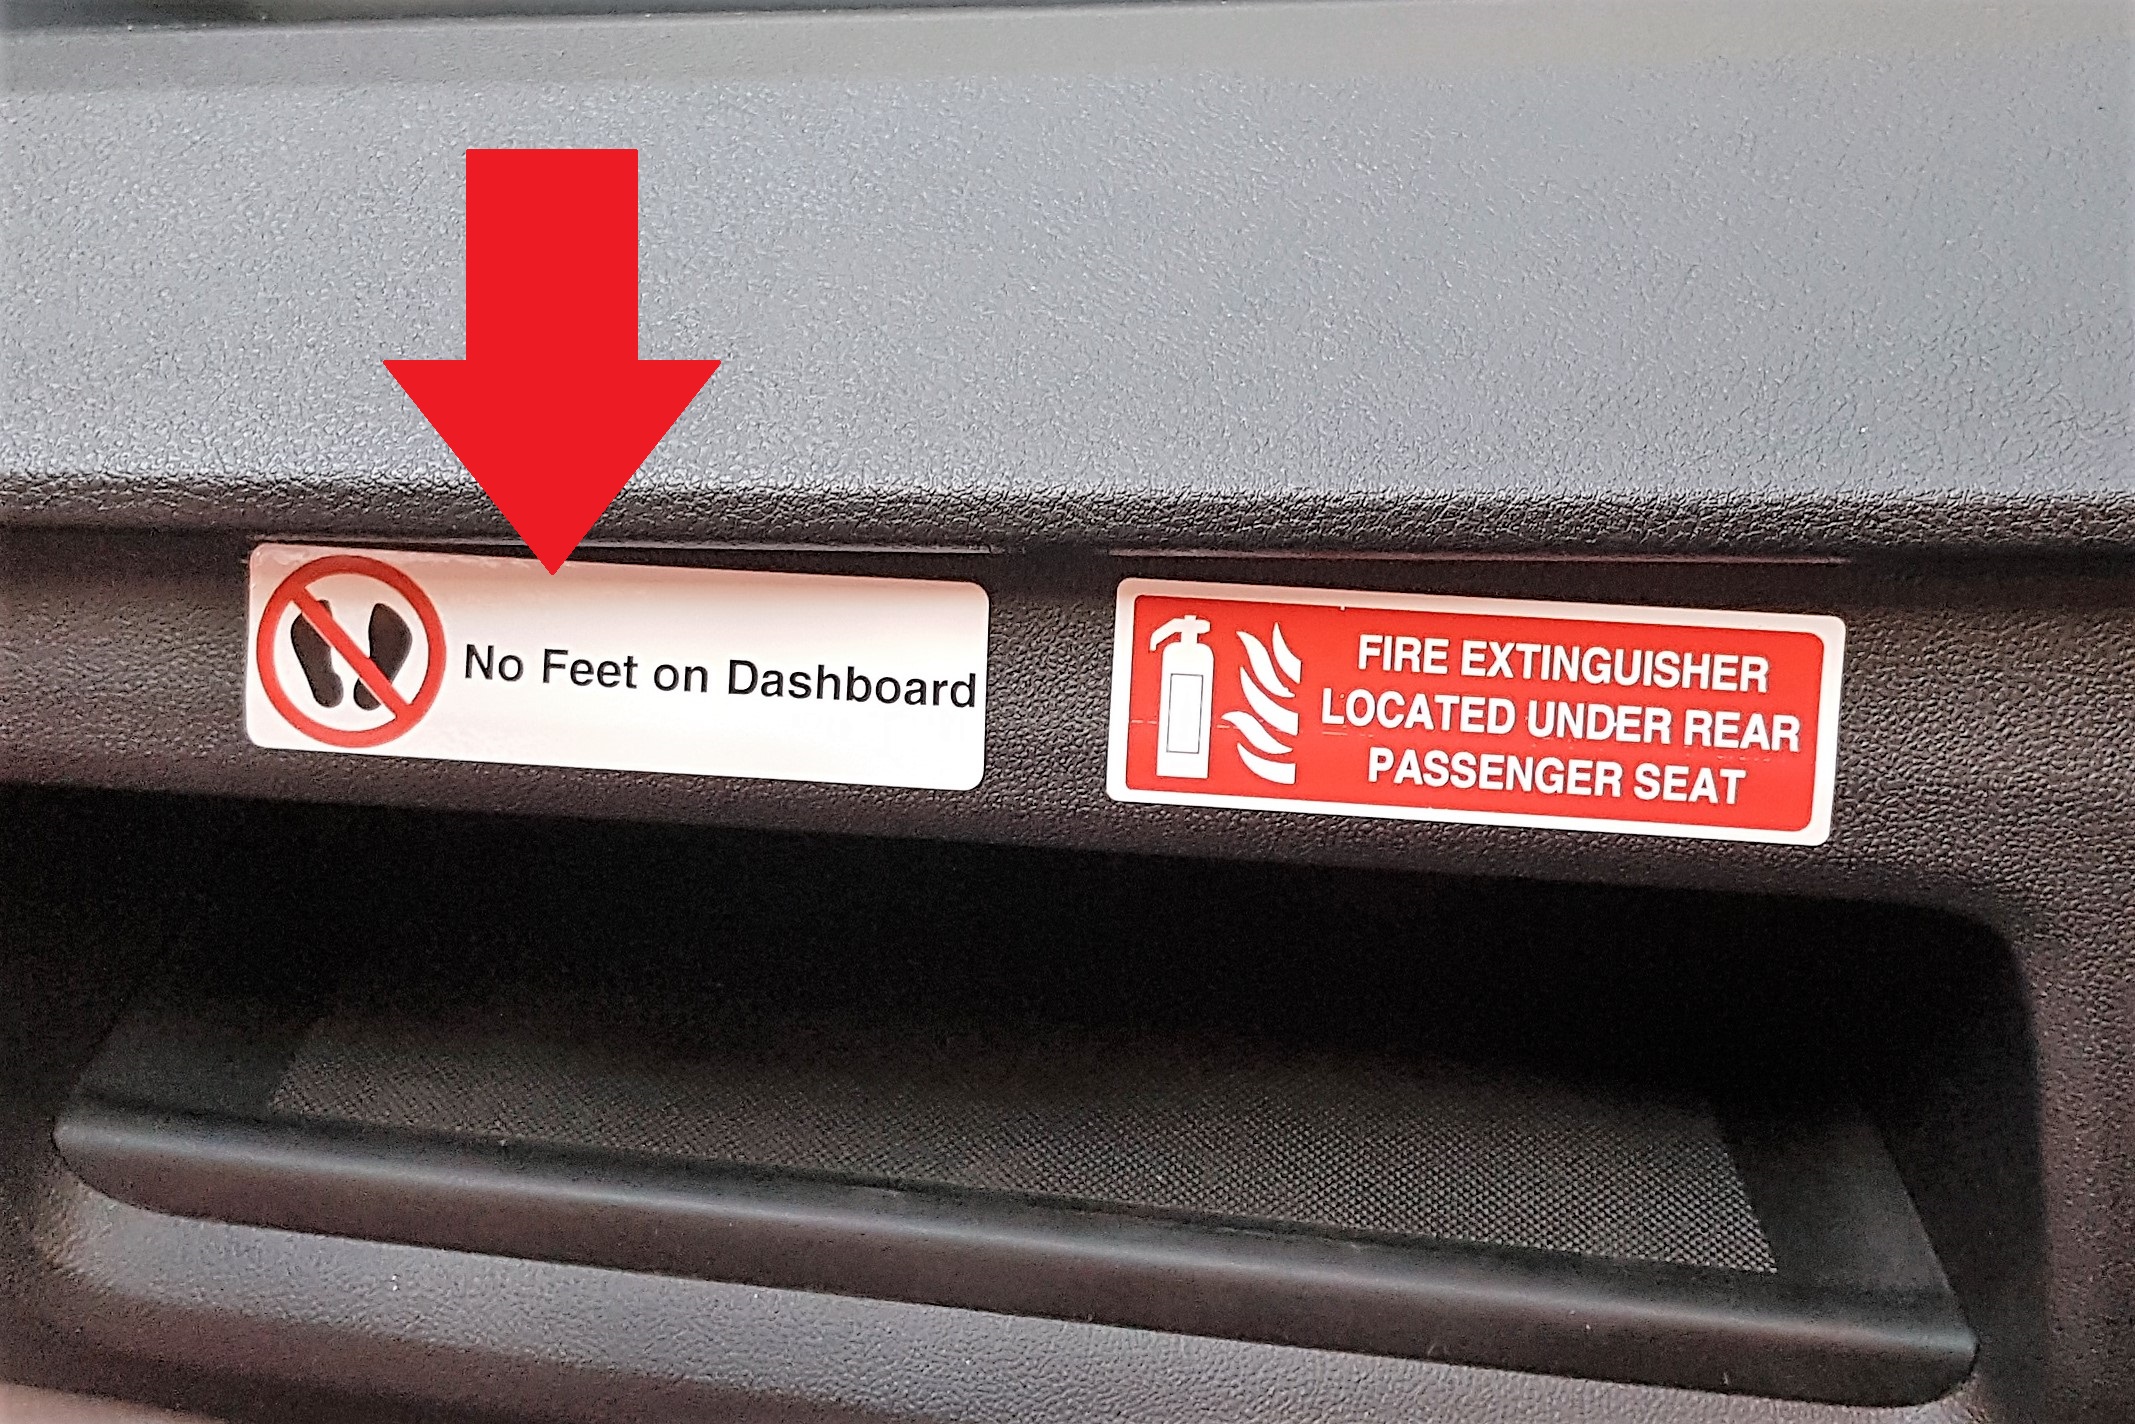 No Feet on Dashboard
FIRE EXTINGUISHER
LOCATED UNDER REAR
PASSENGER SEAT